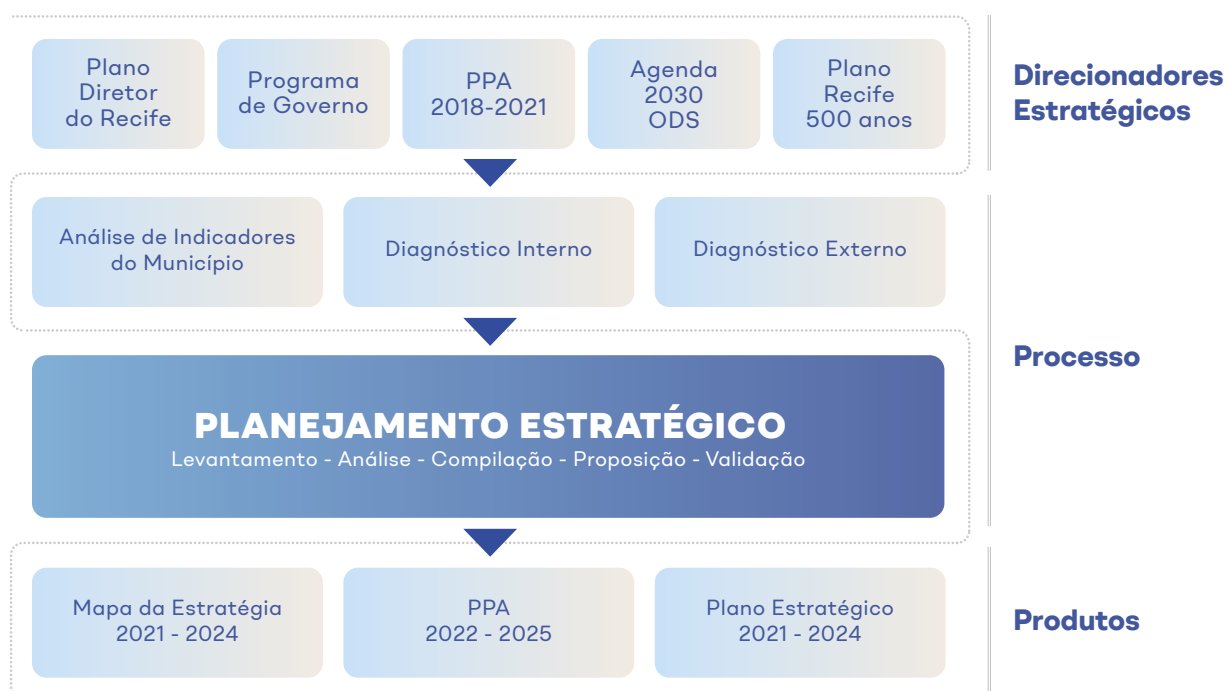 Plano
Diretor
do Recife
Programa
de Governo
PPA
2018-2021
Agenda
2030
ODS
Plano
Recife
500 anos
Direcionadores
Estratégicos
Análise de Indicadores
do Município
Diagnóstico Interno
Diagnóstico Externo
PLANEJAMENTO ESTRATÉGICO
Levantamento - Análise - Compilação - Proposição - Validação
Processo
Mapa da Estratégia
2021 - 2024
PPA
2022 - 2025
Plano Estratégico
2021 - 2024
Produtos